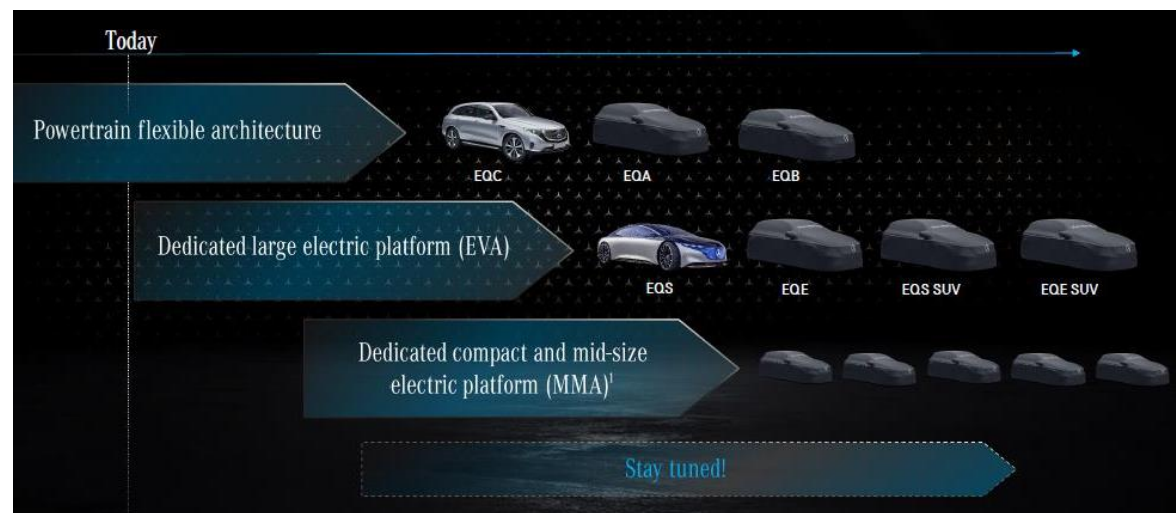 Today
Powertrain flexible architecture
EQC
EQA
EQB
Dedicated large electric platform (EVA)
EQS
EQE
EQS SUV
EQE SUV
Dedicated compact and mid-size
electric platform (MMA)¹
Stay tuned!